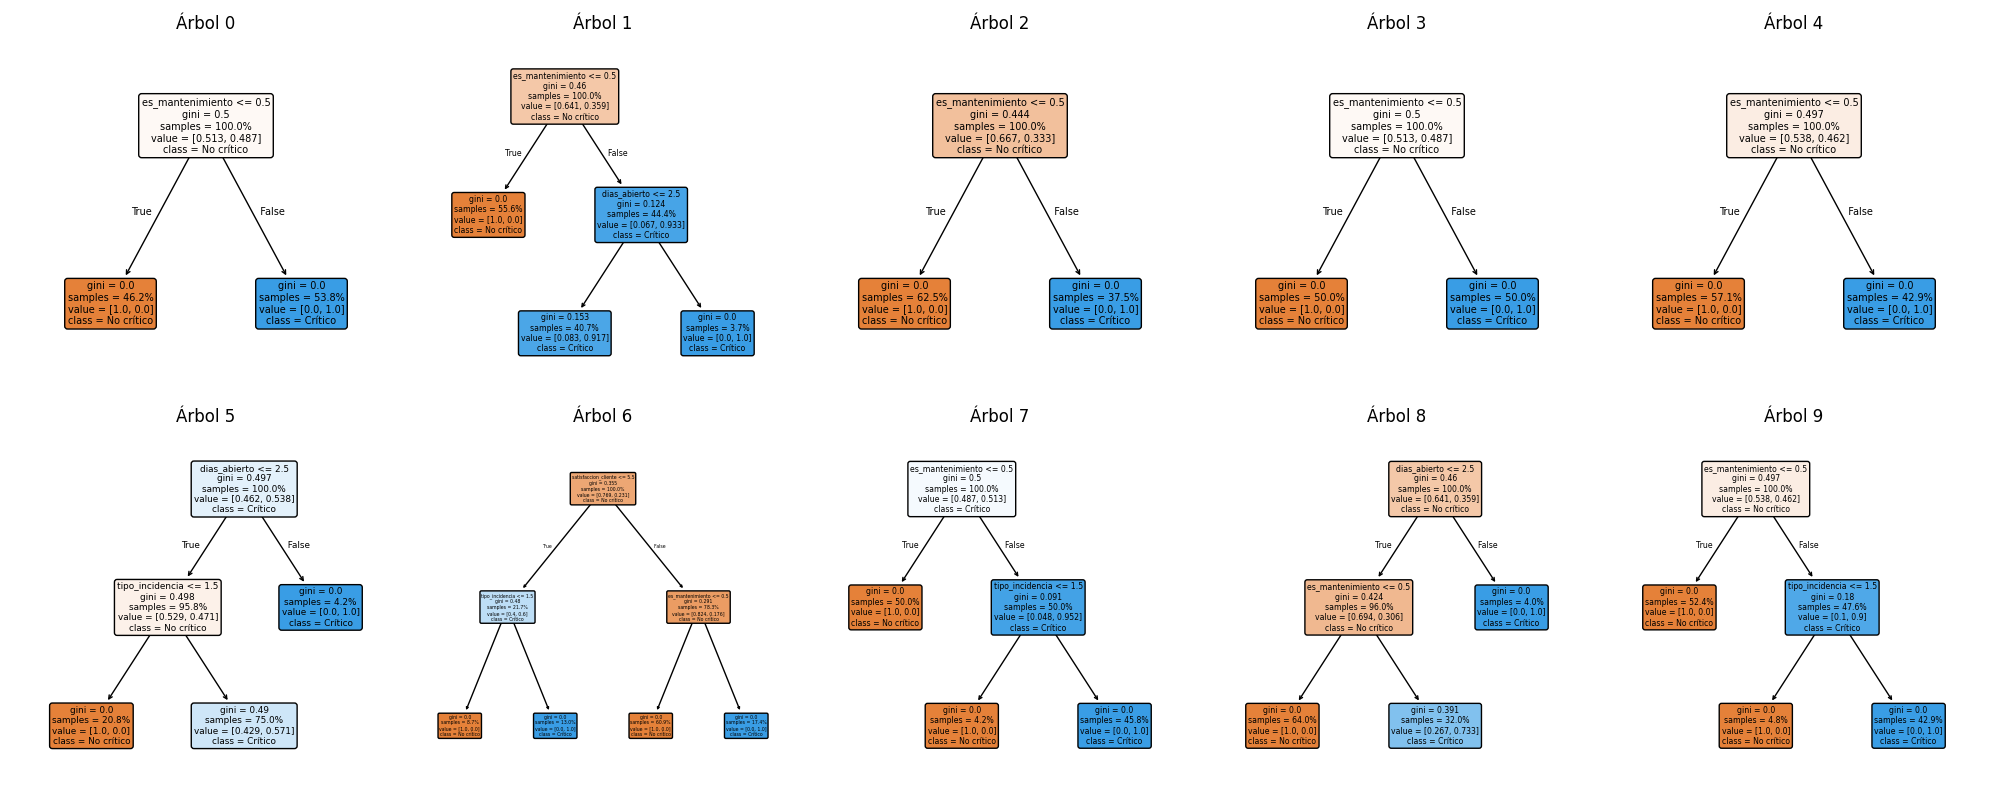 Árbol 0
es_mantenimiento <= 0.5
gini = 0.5
samples = 100.0%
value = [0.513, 0.487]
class = No crítico
True
False
gini = 0.0
samples = 46.2%
value = [1.0, 0.0]
class = No crítico
gini = 0.0
samples = 53.8%
value = [0.0, 1.0]
class = Crítico
Árbol 1
es_mantenimiento <= 0.5
gini = 0.46
samples = 100.0%
value = [0.641, 0.359]
class = No crítico
True
False
gini = 0.0
samples = 55.6%
value = [1.0, 0.0]
class = No crítico
dias_abierto <= 2.5
gini = 0.124
samples = 44.4%
value = [0.067, 0.933]
class = Crítico
gini = 0.153
samples = 40.7%
value = [0.083, 0.917]
class = Crítico
gini = 0.0
samples = 3.7%
value = [0.0, 1.0]
class = Crítico
Árbol 2
es_mantenimiento <= 0.5
gini = 0.444
samples = 100.0%
value = [0.667, 0.333]
class = No crítico
True
False
gini = 0.0
samples = 62.5%
value = [1.0, 0.0]
class = No crítico
gini = 0.0
samples = 37.5%
value = [0.0, 1.0]
class = Crítico
Árbol 3
es_mantenimiento <= 0.5
gini = 0.5
samples = 100.0%
value = [0.513, 0.487]
class = No crítico
True
False
gini = 0.0
samples = 50.0%
value = [1.0, 0.0]
class = No crítico
gini = 0.0
samples = 50.0%
value = [0.0, 1.0]
class = Crítico
Árbol 4
es_mantenimiento <= 0.5
gini = 0.497
samples = 100.0%
value = [0.538, 0.462]
class = No crítico
True
False
gini = 0.0
samples = 57.1%
value = [1.0, 0.0]
class = No crítico
gini = 0.0
samples = 42.9%
value = [0.0, 1.0]
class = Crítico
Árbol 5
dias_abierto <= 2.5
gini = 0.497
samples = 100.0%
value = [0.462, 0.538]
class = Crítico
True
False
tipo_incidencia <= 1.5
gini = 0.498
samples = 95.8%
value = [0.529, 0.471]
class = No crítico
gini = 0.0
samples = 4.2%
value = [0.0, 1.0]
class = Crítico
gini = 0.0
samples = 20.8%
value = [1.0, 0.0]
class = No crítico
gini = 0.49
samples = 75.0%
value = [0.429, 0.571]
class = Crítico
Árbol 6
satisfaccion_cliente <= 5.5
gini = 0.355
samples = 100.0%
value = [0.769, 0.231]
class = No crítico
True
False
tipo_incidencia <= 1.5
gini = 0.48
samples = 21.7%
value = [0.4, 0.6]
class = Crítico
es_mantenimiento <= 0.5
gini = 0.291
samples = 78.3%
value = [0.824, 0.176]
class = No crítico
gini = 0.0
samples = 8.7%
value = [1.0, 0.0]
class = No crítico
gini = 0.0
samples = 13.0%
value = [0.0, 1.0]
class = Crítico
gini = 0.0
samples = 60.9%
value = [1.0, 0.0]
class = No crítico
gini = 0.0
samples = 17.4%
value = [0.0, 1.0]
class = Crítico
Árbol 7
es_mantenimiento <= 0.5
gini = 0.5
samples = 100.0%
value = [0.487, 0.513]
class = Crítico
True
False
gini = 0.0
samples = 50.0%
value = [1.0, 0.0]
class = No crítico
tipo_incidencia <= 1.5
gini = 0.091
samples = 50.0%
value = [0.048, 0.952]
class = Crítico
gini = 0.0
samples = 4.2%
value = [1.0, 0.0]
class = No crítico
gini = 0.0
samples = 45.8%
value = [0.0, 1.0]
class = Crítico
Árbol 8
dias_abierto <= 2.5
gini = 0.46
samples = 100.0%
value = [0.641, 0.359]
class = No crítico
True
False
es_mantenimiento <= 0.5
gini = 0.424
samples = 96.0%
value = [0.694, 0.306]
class = No crítico
gini = 0.0
samples = 4.0%
value = [0.0, 1.0]
class = Crítico
gini = 0.0
samples = 64.0%
value = [1.0, 0.0]
class = No crítico
gini = 0.391
samples = 32.0%
value = [0.267, 0.733]
class = Crítico
Árbol 9
es_mantenimiento <= 0.5
gini = 0.497
samples = 100.0%
value = [0.538, 0.462]
class = No crítico
True
False
gini = 0.0
samples = 52.4%
value = [1.0, 0.0]
class = No crítico
tipo_incidencia <= 1.5
gini = 0.18
samples = 47.6%
value = [0.1, 0.9]
class = Crítico
gini = 0.0
samples = 4.8%
value = [1.0, 0.0]
class = No crítico
gini = 0.0
samples = 42.9%
value = [0.0, 1.0]
class = Crítico